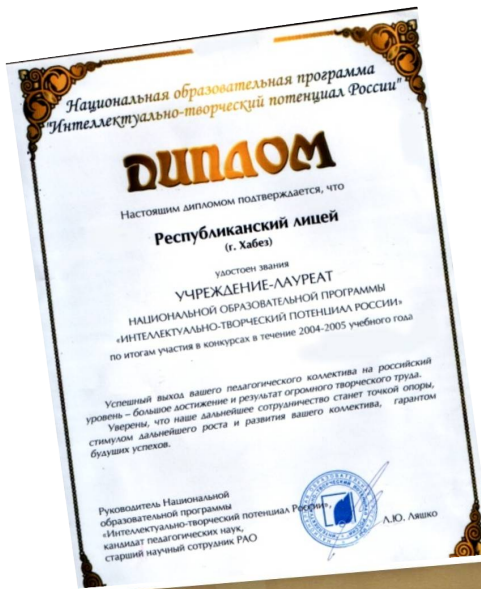 Национальная образовательная программа
"Интеллектуально-творческий потенциал России"
ДИПЛОМ
Настоящим дипломом подтверждается, что
Республиканский лицей
(г. Хабез)
удостоен звания
УЧРЕЖДЕНИЕ-ЛАУРЕАТ
НАЦИОНАЛЬНОЙ ОБРАЗОВАТЕЛЬНОЙ ПРОГРАММЫ
«ИНТЕЛЛЕКТУАЛЬНО-ТВОРЧЕСКИЙ ПОТЕНЦИАЛ РОССИИ»
по итогам участия в конкурсах в течение 2004-2005 учебного года
Успешный выход вашего педагогического коллектива на российский
уровень – большое достижение и результат огромного творческого труда.
Уверены, что наше дальнейшее сотрудничество станет точкой опоры,
стимулом дальнейшего роста и развития вашего коллектива, гарантом
будущих успехов.
Руководитель Национальной
образовательной программы
«Интеллектуально-творческий потенциал России»,
кандидат педагогических наук,
старший научный сотрудник РАО
Л.Ю. Ляшко